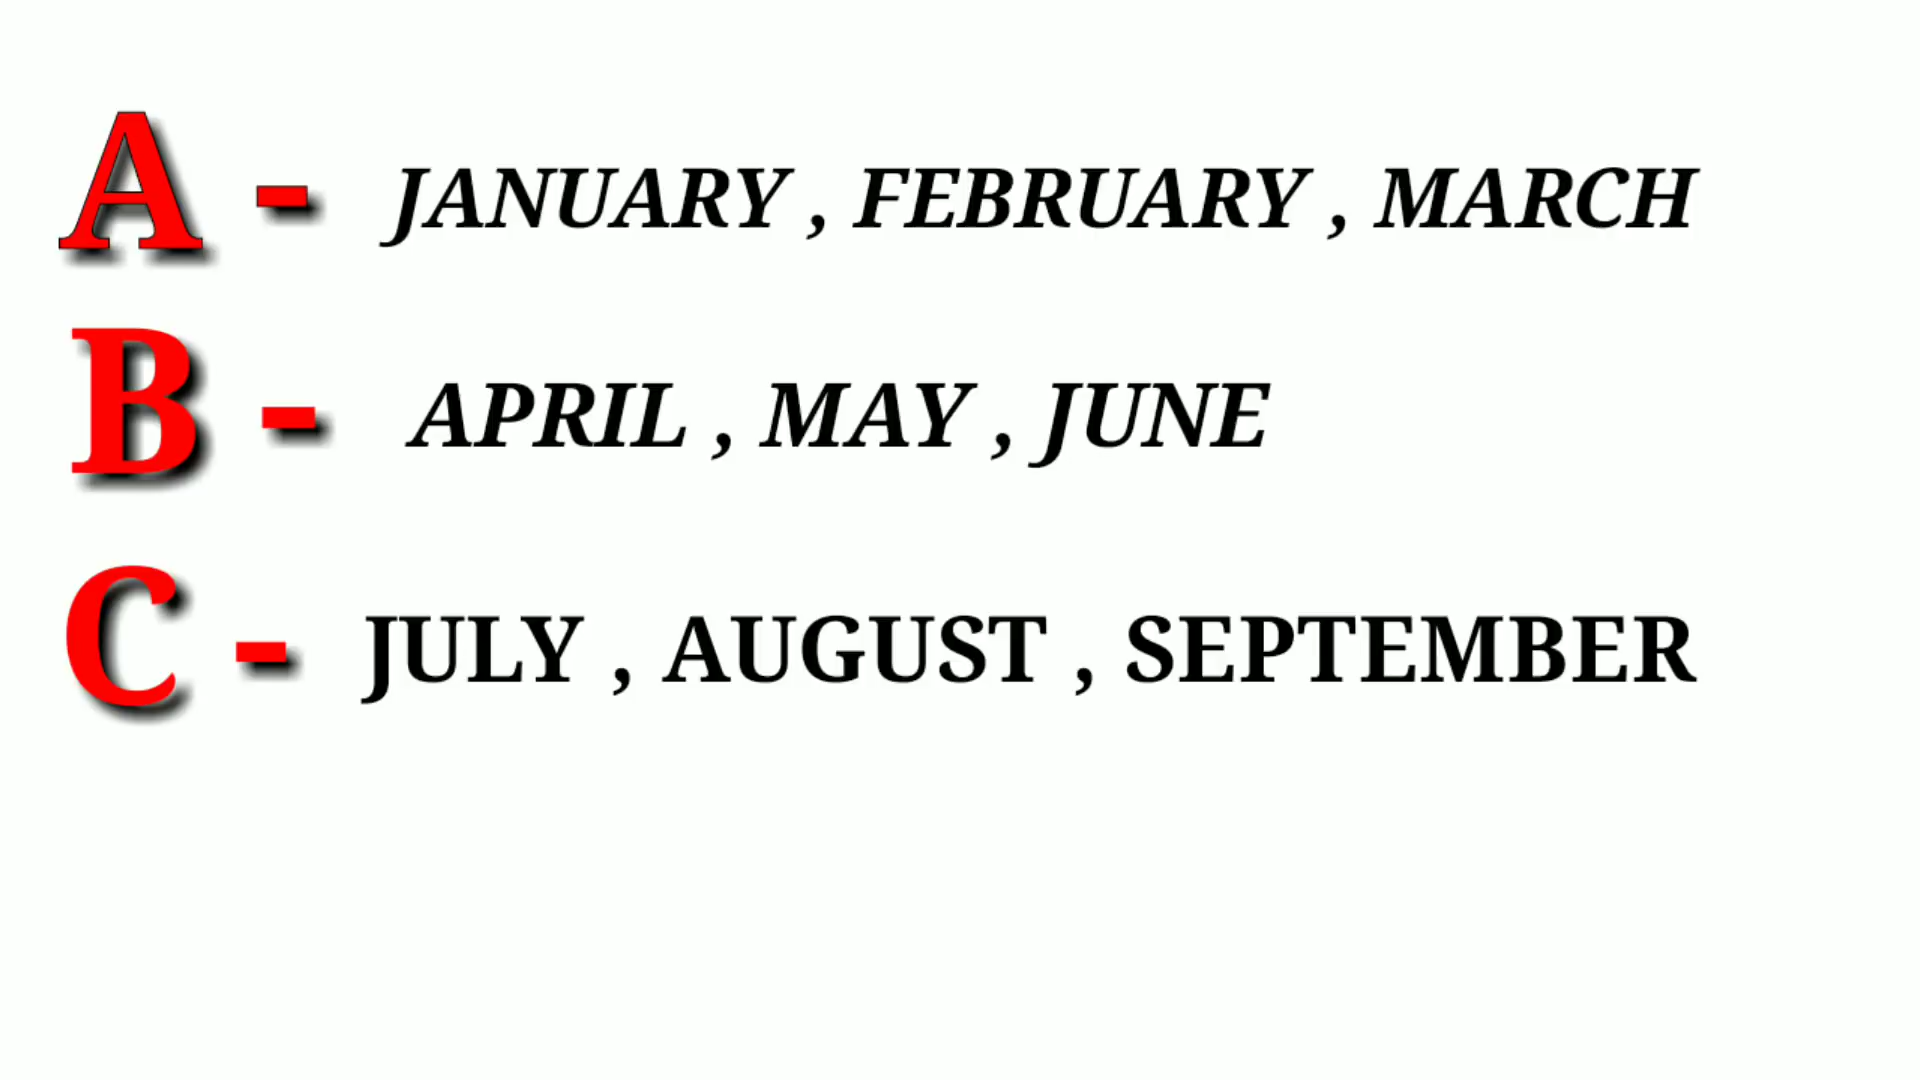 A - JANUARY , FEBRUARY , MARCH
B - APRIL , MAY , JUNE
C - JULY , AUGUST , SEPTEMBER